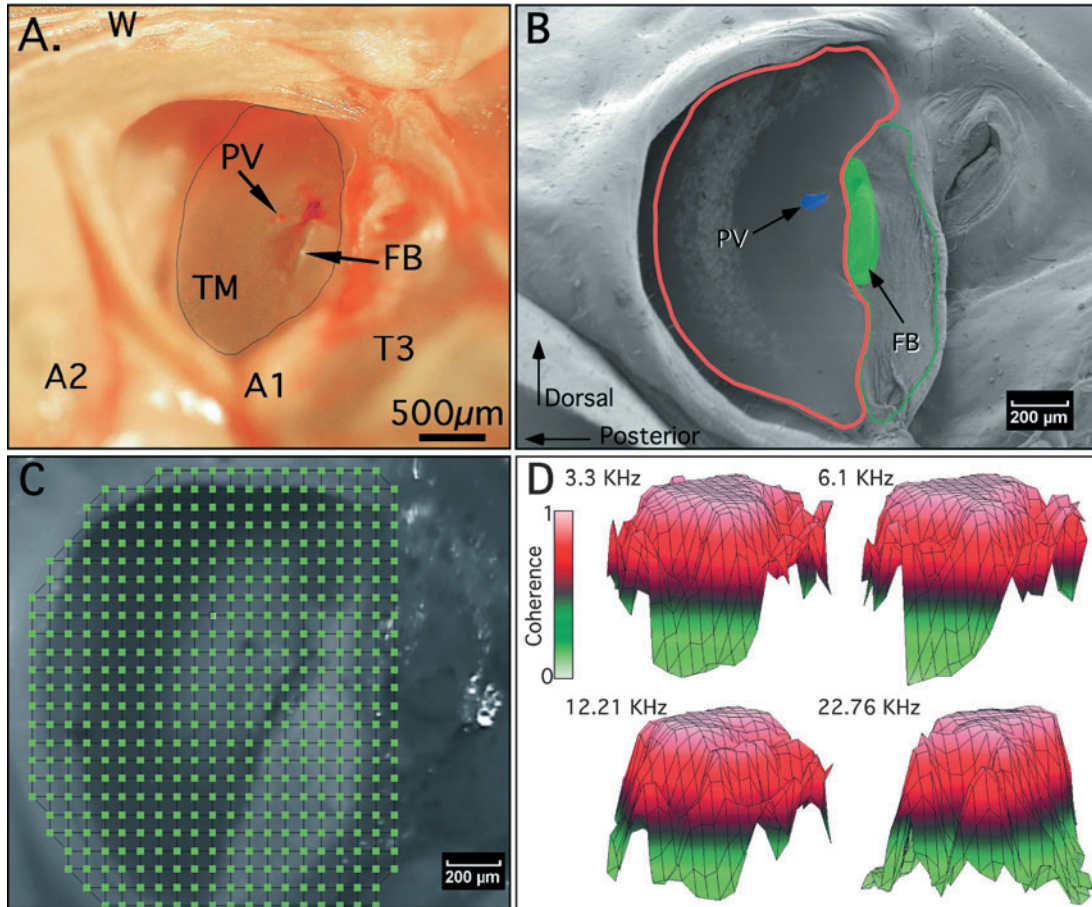 A.
W
PV
FB
TM
T3
A2
A1
500µm
B
PV
FB
Dorsal
Posterior
200 µm
C
200 µm
D
3.3 KHz
6.1 KHz
1
Coherence
0
12.21 KHz
22.76 KHz